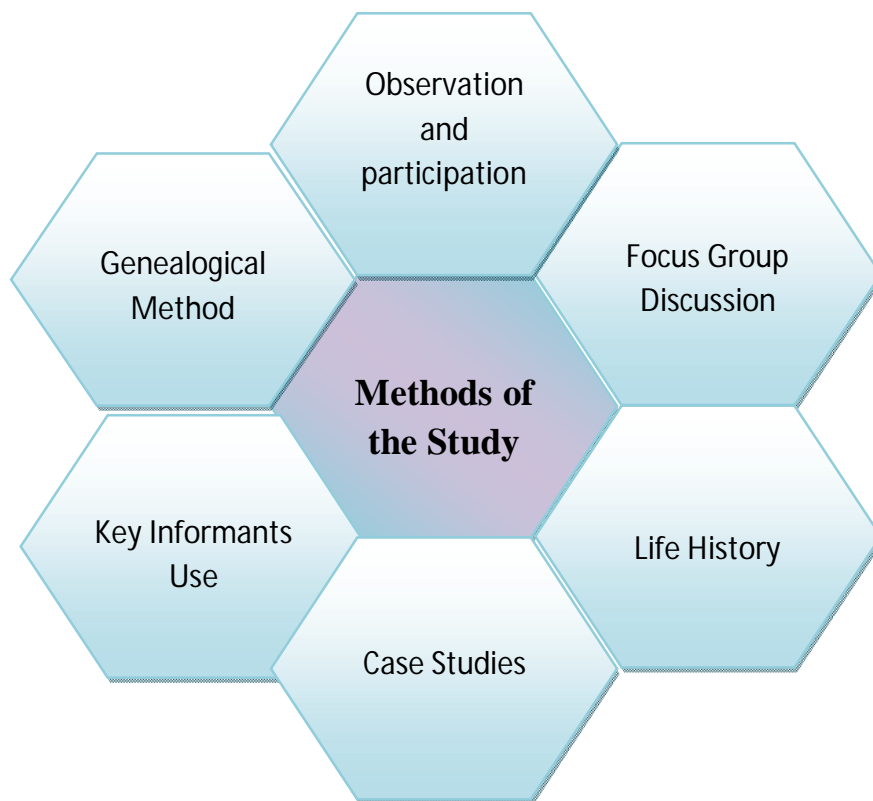 Observation
and
participation
Genealogical
Method
Focus Group
Discussion
Methods of
the Study
Key Informants
Use
Life History
Case Studies